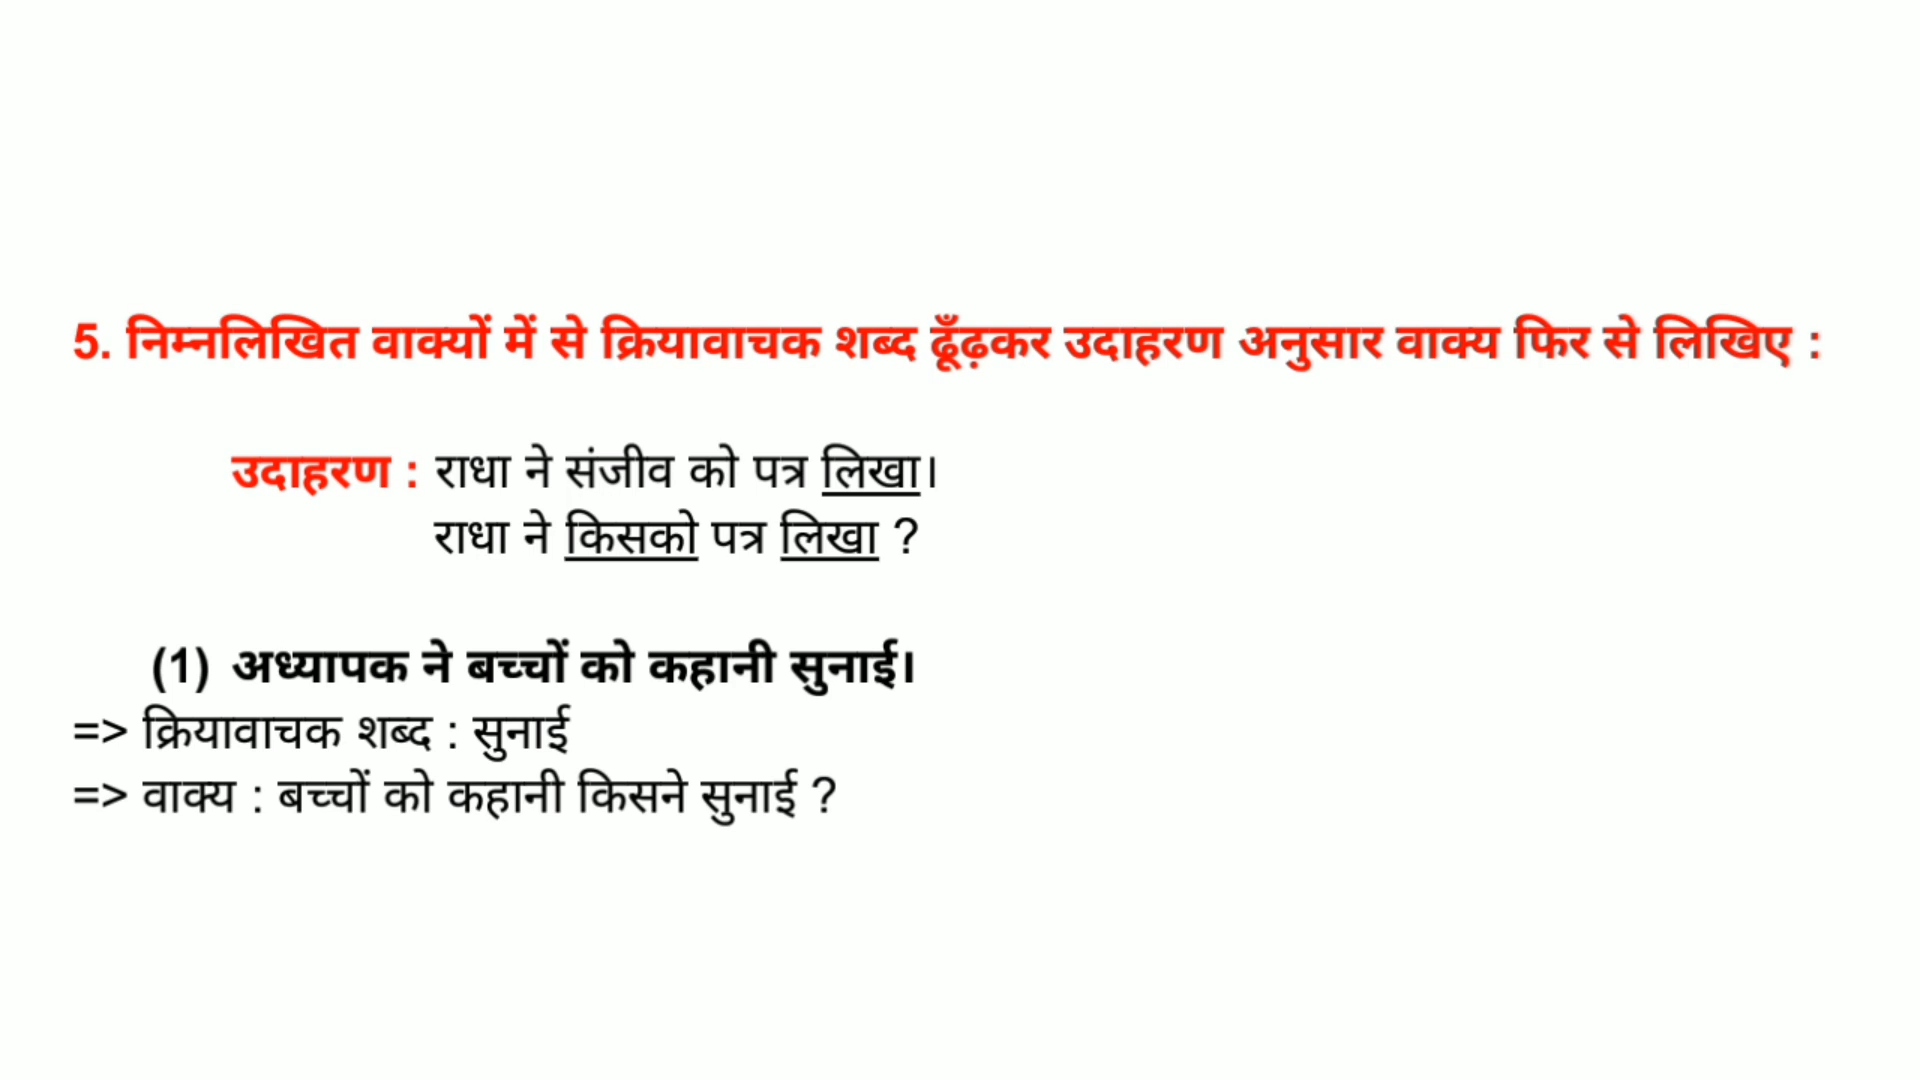 5. निम्नलिखित वाक्यों में से क्रियावाचक शब्द ढूँढ़कर उदाहरण अनुसार वाक्य फिर से लिखिए :
उदाहरण : राधा ने संजीव को पत्र लिखा।
राधा ने किसको पत्र लिखा ?
(1) अध्यापक ने बच्चों को कहानी सुनाई।
=> क्रियावाचक शब्द : सुनाई
=> वाक्य : बच्चों को कहानी किसने सुनाई ?